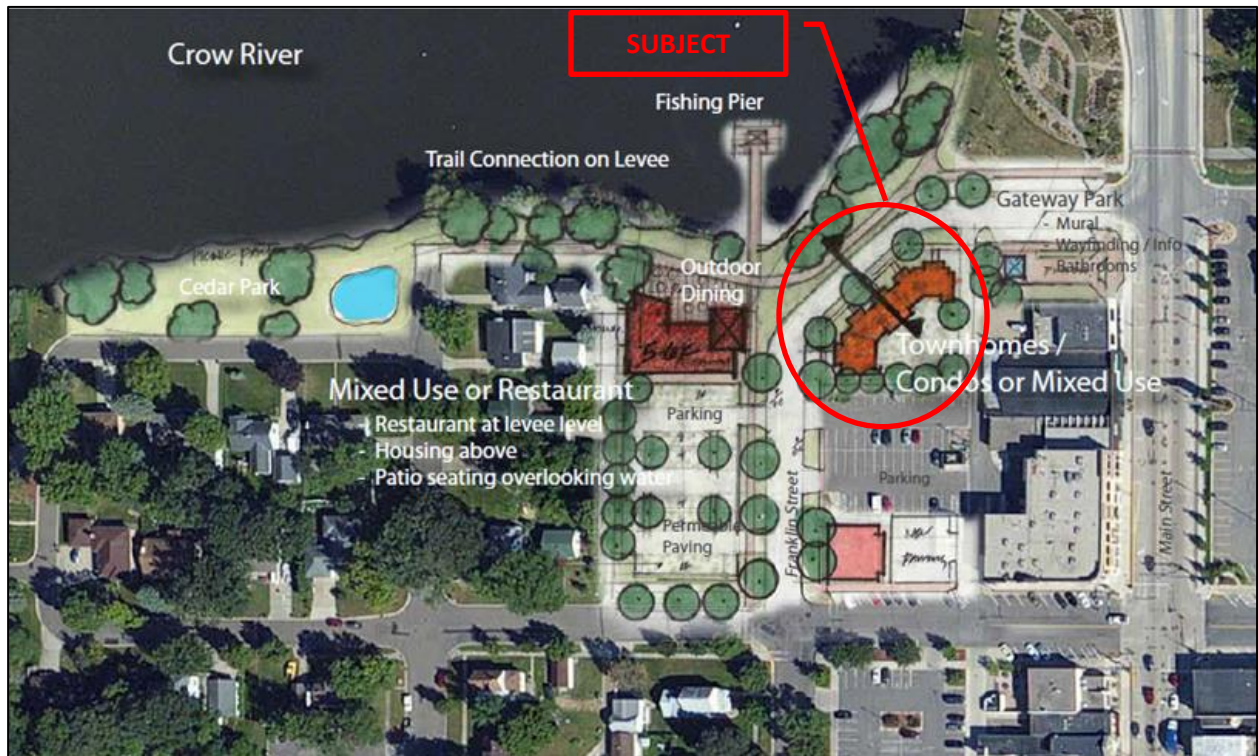 SUBJECT
Crow River
Fishing Pier
Trail Connection on Levee
Gateway Park
- Mural
- Wayfinding / Info
Bathrooms
Cedar Park
Outdoor
Dining
Townhomes /
Condos or Mixed Use
Mixed Use or Restaurant
- Restaurant at levee level
- Housing above
- Patio seating overlooking water
Parking
Parking
Permeable
Paving
Franklin Street
Main Street